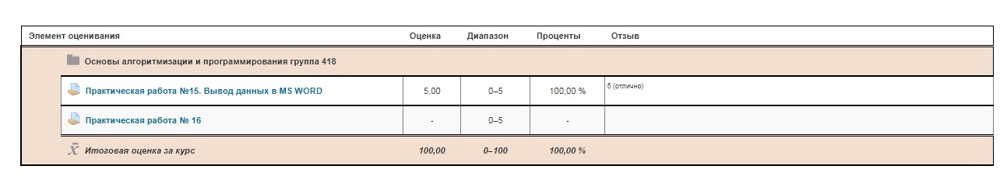 Элемент оценивания Оценка Диапазон Проценты Отзыв
Основы алгоритмизации и программирования группа 418
Практическая работа №15. Вывод данных в MS WORD 5,00 0–5 100,00 % 5 (отлично)
Практическая работа № 16 - 0–5 -
x̄ Итоговая оценка за курс 100,00 0–100 100,00 %